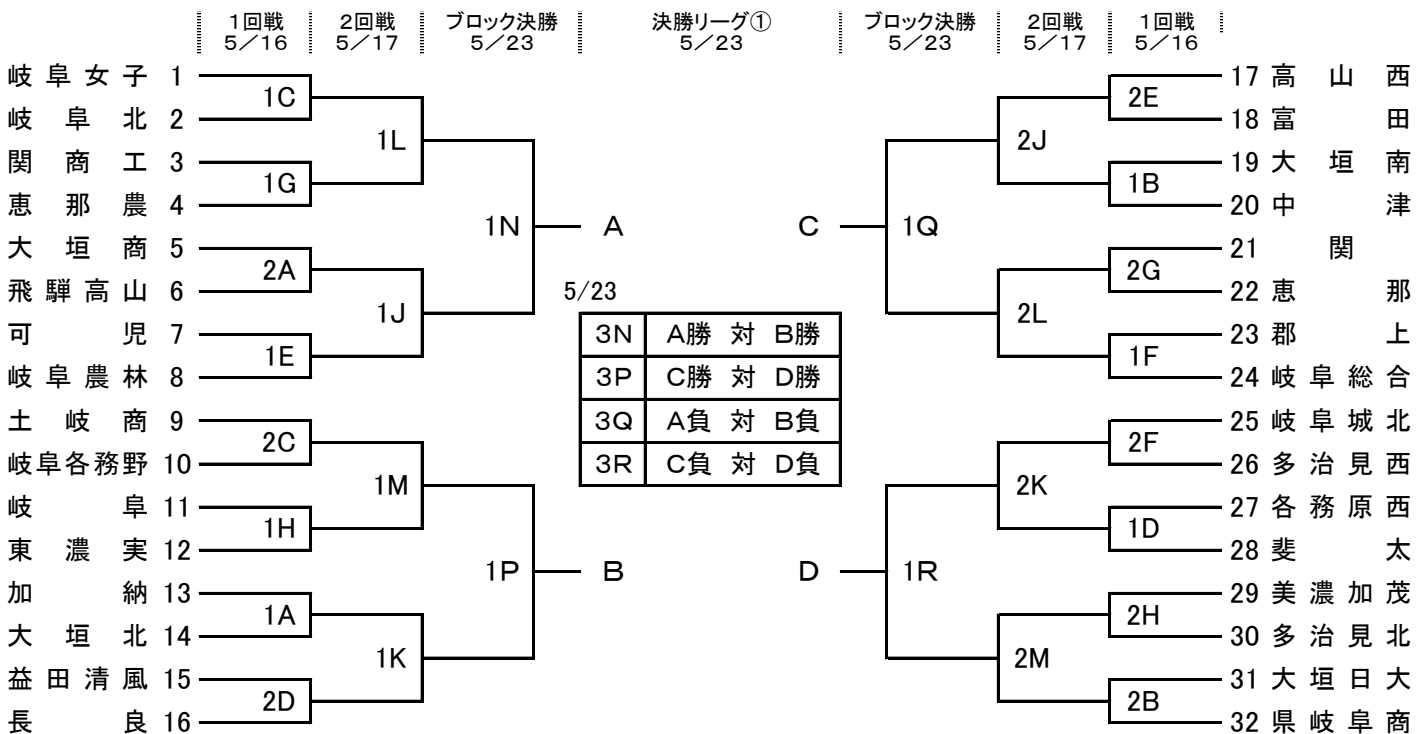 1回戦 2回戦 ブロック決勝 決勝リーグ① ブロック決勝 2回戦 1回戦
5/16 5/17 5/23 5/23 5/23 5/17 5/16
岐阜女子 1 17 高山西
1C 2E
岐阜北 2 18 富田
1L 2J
関商工 3 19 大垣南
1G 1B
恵那農 4 20 中津
1N A C 1Q
大垣商 5 21 関
2A 2G
飛騨高山 6 22 恵那
5/23
1J 2L
可児 7 23 郡上
3N A勝 対 B勝
1E 1F
岐阜農林 8 24 岐阜総合
3P C勝 対 D勝
土岐商 9 25 岐阜城北
3Q A負 対 B負
2C 2F
岐阜各務野 10 26 多治見西
3R C負 対 D負
1M 2K
岐阜 11 27 各務原西
1H 1D
東濃実 12 28 斐太
1P B D 1R
加納 13 29 美濃加茂
1A 2H
大垣北 14 30 多治見北
1K 2M
益田清風 15 31 大垣日大
2D 2B
長良 16 32 県岐阜商